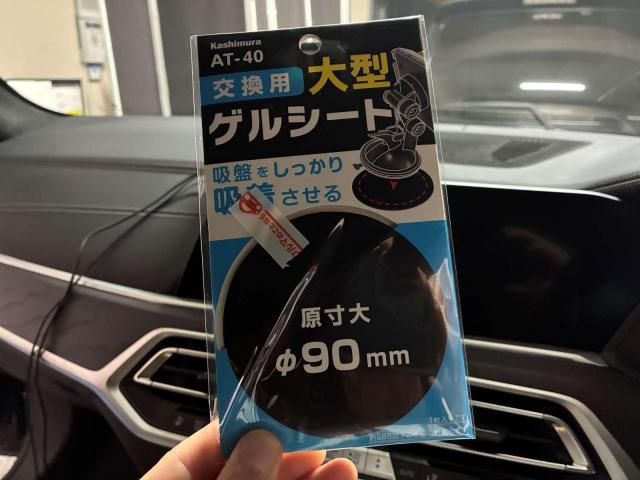 Kashimura
AT-40
交換用 大型
ゲルシート
吸盤をしっかり
吸着させる
原寸大
φ90mm